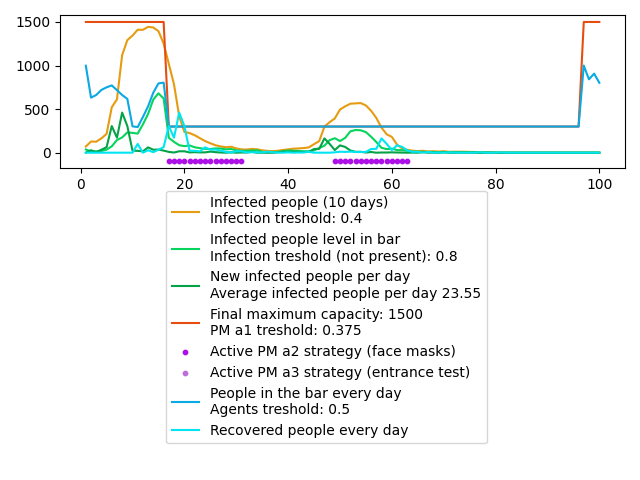 1500
1000
500
0
0
20
40
60
80
100
Infected people (10 days)
Infection treshold: 0.4
Infected people level in bar
Infection treshold (not present): 0.8
New infected people per day
Average infected people per day 23.55
Final maximum capacity: 1500
PM a1 treshold: 0.375
Active PM a2 strategy (face masks)
Active PM a3 strategy (entrance test)
People in the bar every day
Agents treshold: 0.5
Recovered people every day